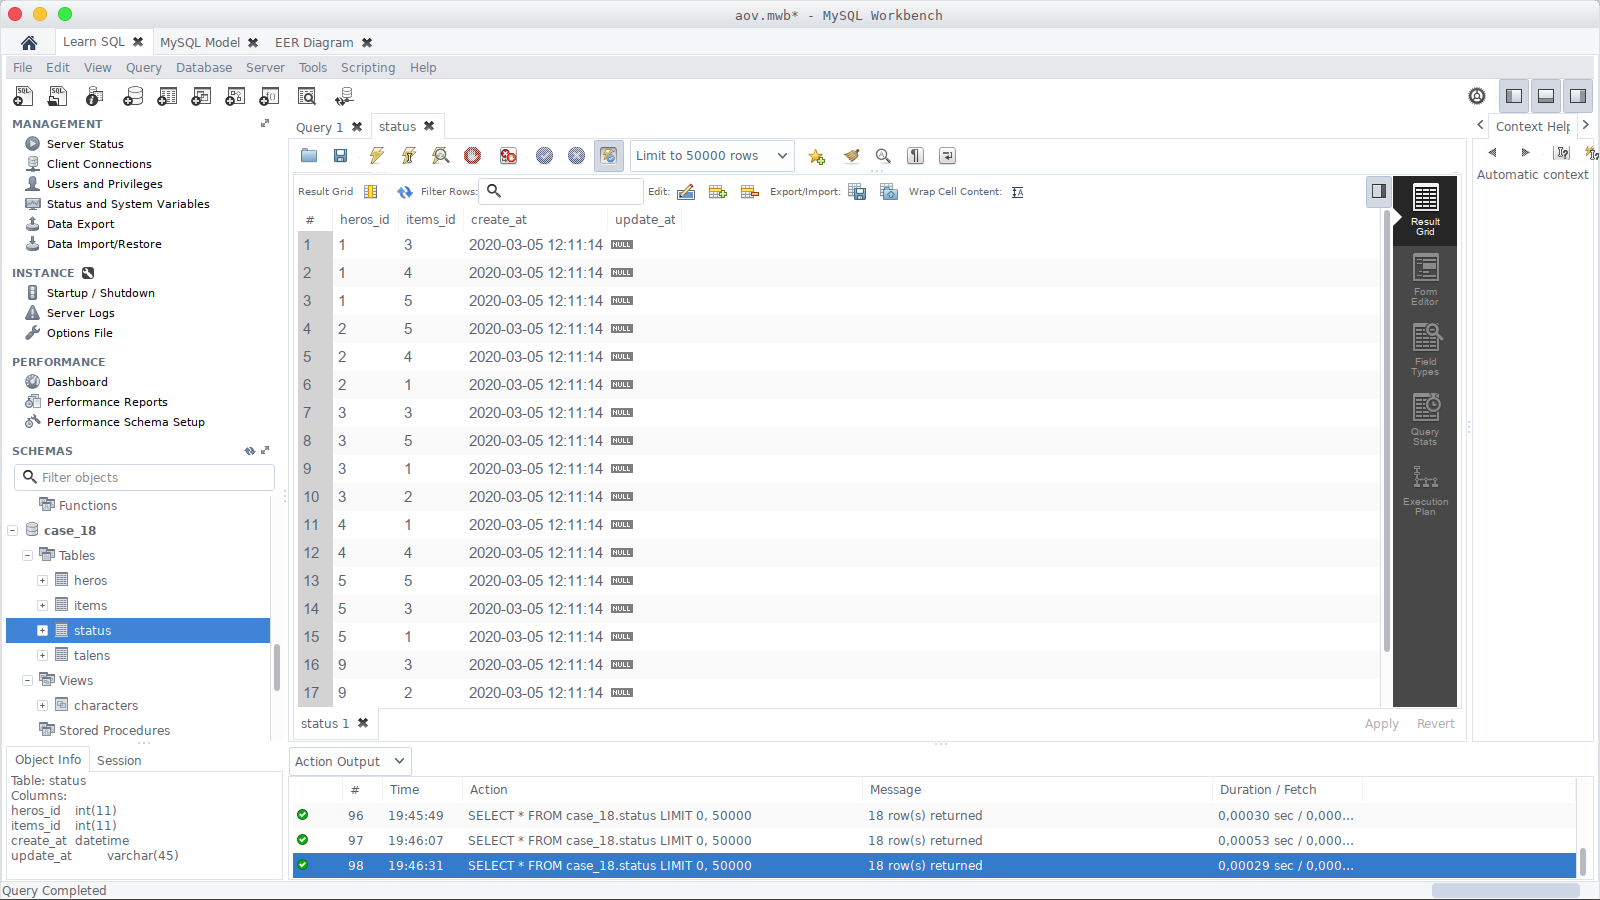 aov.mwb* - MySQL Workbench
Learn SQL MySQL Model EER Diagram
File Edit View Query Database Server Tools Scripting Help
MANAGEMENT
Server Status
Client Connections
Users and Privileges
Status and System Variables
Data Export
Data Import/Restore
INSTANCE
Startup / Shutdown
Server Logs
Options File
PERFORMANCE
Dashboard
Performance Reports
Performance Schema Setup
SCHEMAS
Filter objects
Functions
case_18
Tables
heros
items
status
talens
Views
characters
Stored Procedures
Object Info Session
Table: status
Columns:
heros_id int(11)
items_id int(11)
create_at datetime
update_at varchar(45)
Query 1 status
Limit to 50000 rows
Result Grid Filter Rows: Edit: Export/Import: Wrap Cell Content:
# heros_id items_id create_at update_at
1 1 3 2020-03-05 12:11:14 NULL
2 1 4 2020-03-05 12:11:14 NULL
3 1 5 2020-03-05 12:11:14 NULL
4 2 5 2020-03-05 12:11:14 NULL
5 2 4 2020-03-05 12:11:14 NULL
6 2 1 2020-03-05 12:11:14 NULL
7 3 3 2020-03-05 12:11:14 NULL
8 3 5 2020-03-05 12:11:14 NULL
9 3 1 2020-03-05 12:11:14 NULL
10 3 2 2020-03-05 12:11:14 NULL
11 4 1 2020-03-05 12:11:14 NULL
12 4 4 2020-03-05 12:11:14 NULL
13 5 5 2020-03-05 12:11:14 NULL
14 5 3 2020-03-05 12:11:14 NULL
15 5 1 2020-03-05 12:11:14 NULL
16 9 3 2020-03-05 12:11:14 NULL
17 9 2 2020-03-05 12:11:14 NULL
Result
Grid
Form
Editor
Field
Types
Query
Stats
Execution
Plan
status 1 Apply Revert
Context Help
Automatic context
Action Output
# Time Action Message Duration / Fetch
96 19:45:49 SELECT * FROM case_18.status LIMIT 0, 50000 18 row(s) returned 0,00030 sec / 0,000...
97 19:46:07 SELECT * FROM case_18.status LIMIT 0, 50000 18 row(s) returned 0,00053 sec / 0,000...
98 19:46:31 SELECT * FROM case_18.status LIMIT 0, 50000 18 row(s) returned 0,00029 sec / 0,000...
Query Completed